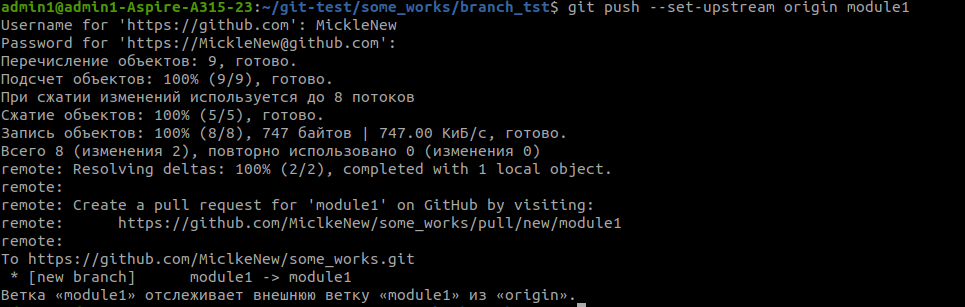 admin1@admin1-Aspire-A315-23:~/git-test/some_works/branch_tst$ git push --set-upstream origin module1
Username for 'https://github.com': MickleNew
Password for 'https://MickleNew@github.com':
Перечисление объектов: 9, готово.
Подсчет объектов: 100% (9/9), готово.
При сжатии изменений используется до 8 потоков
Сжатие объектов: 100% (5/5), готово.
Запись объектов: 100% (8/8), 747 байтов | 747.00 КиБ/с, готово.
Всего 8 (изменения 2), повторно использовано 0 (изменения 0)
remote: Resolving deltas: 100% (2/2), completed with 1 local object.
remote:
remote: Create a pull request for 'module1' on GitHub by visiting:
remote:      https://github.com/MiclkeNew/some_works/pull/new/module1
remote:
To https://github.com/MiclkeNew/some_works.git
 * [new branch]      module1 -> module1
Ветка «module1» отслеживает внешнюю ветку «module1» из «origin».